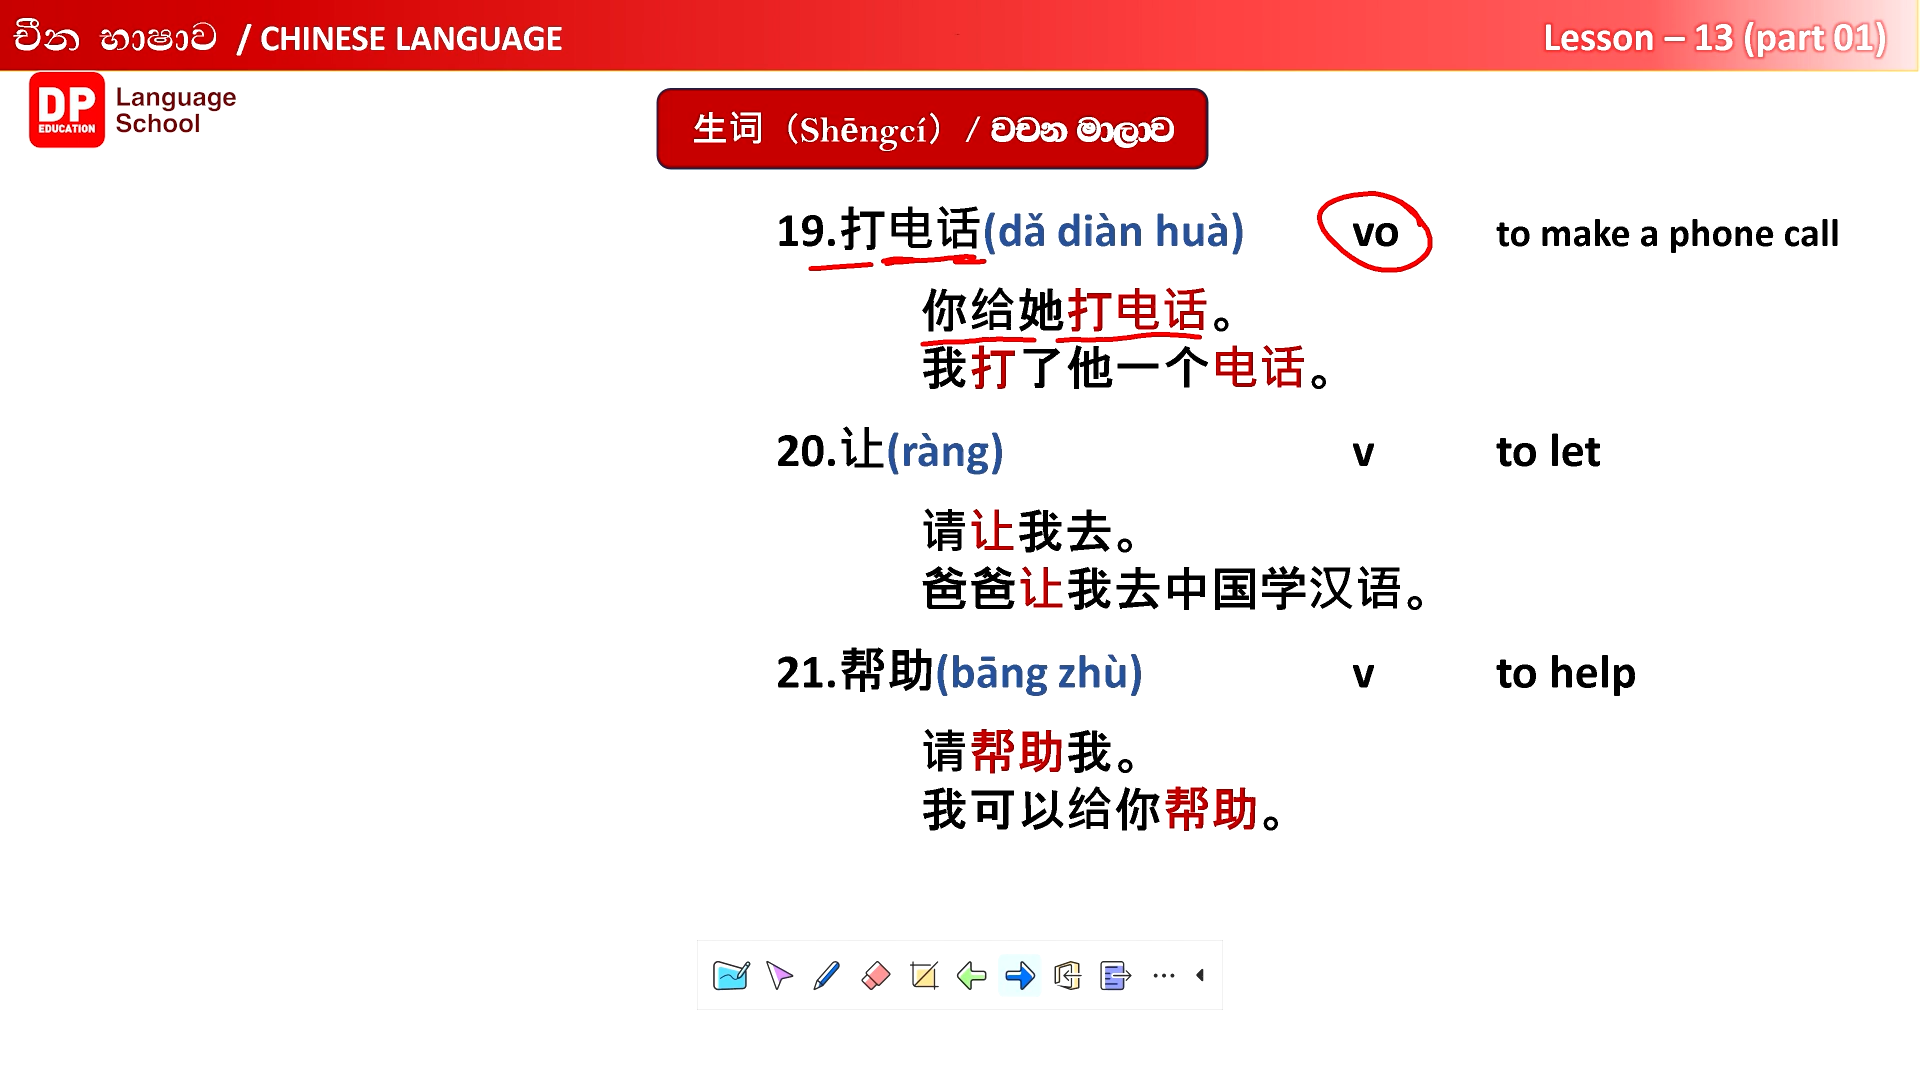 චීන භාෂාව / CHINESE LANGUAGE
Lesson – 13 (part 01)
DP EDUCATION
Language School
生词（Shēngcí）/ වචන මාලාව
19.打电话(dǎ diàn huà) vo to make a phone call
你给她打电话。
我打了他一个电话。
20.让(ràng) v to let
请让我去。
爸爸让我去中国学汉语。
21.帮助(bāng zhù) v to help
请帮助我。
我可以给你帮助。